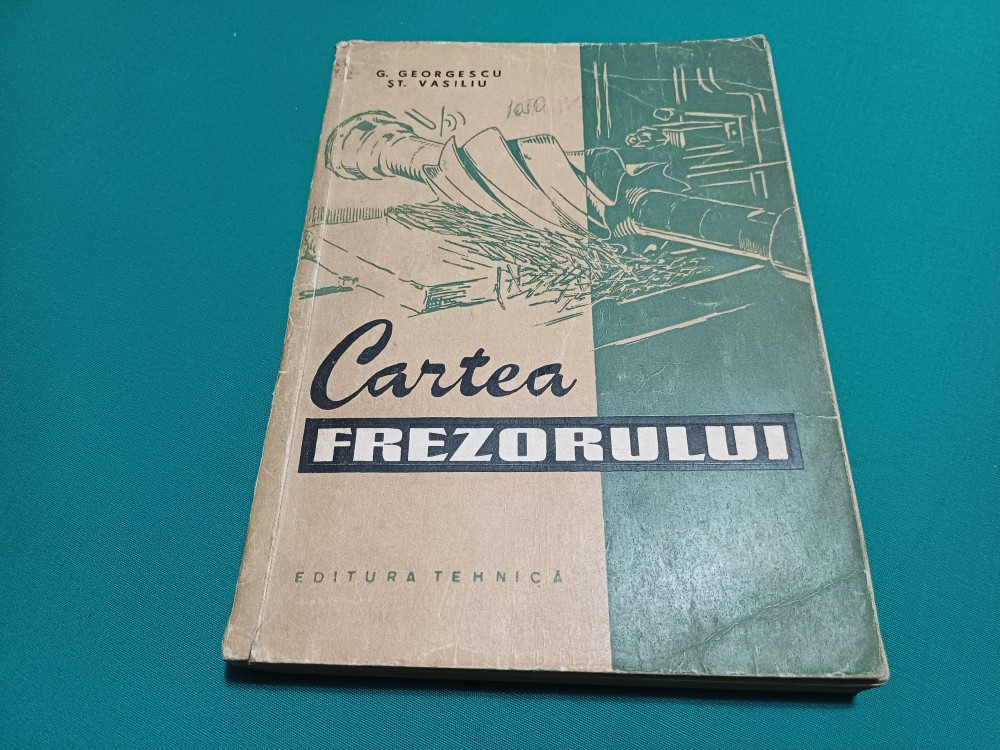 G. GEORGESCU
ŞT. VASILIU
Cartea
FREZORULUI
EDITURA TEHNICĂ